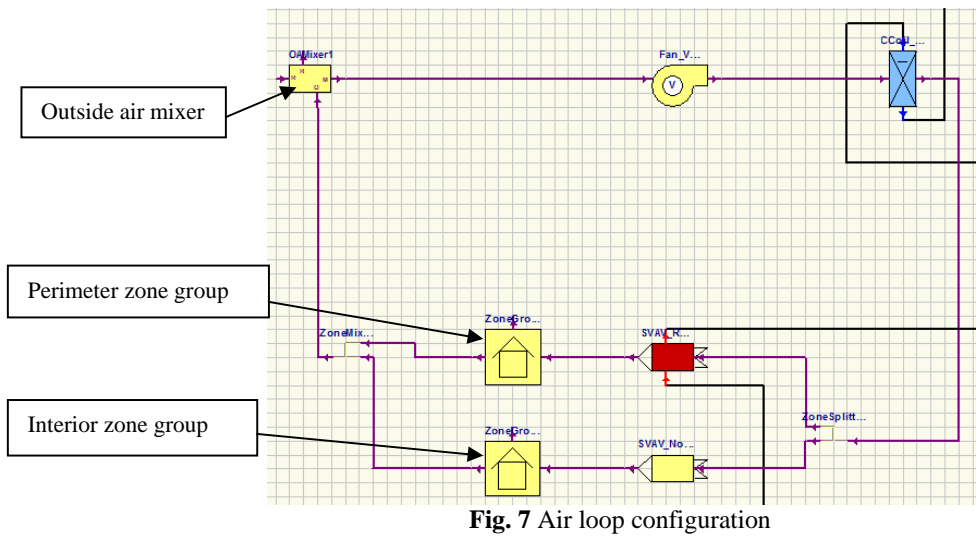 OAMixer1
Fan_V...
CCoil_...
Outside air mixer
V
Perimeter zone group
ZoneGro...
SVAV_R...
ZoneMix...
Interior zone group
ZoneGro...
SVAV_No...
ZoneSplitt...
Fig. 7 Air loop configuration